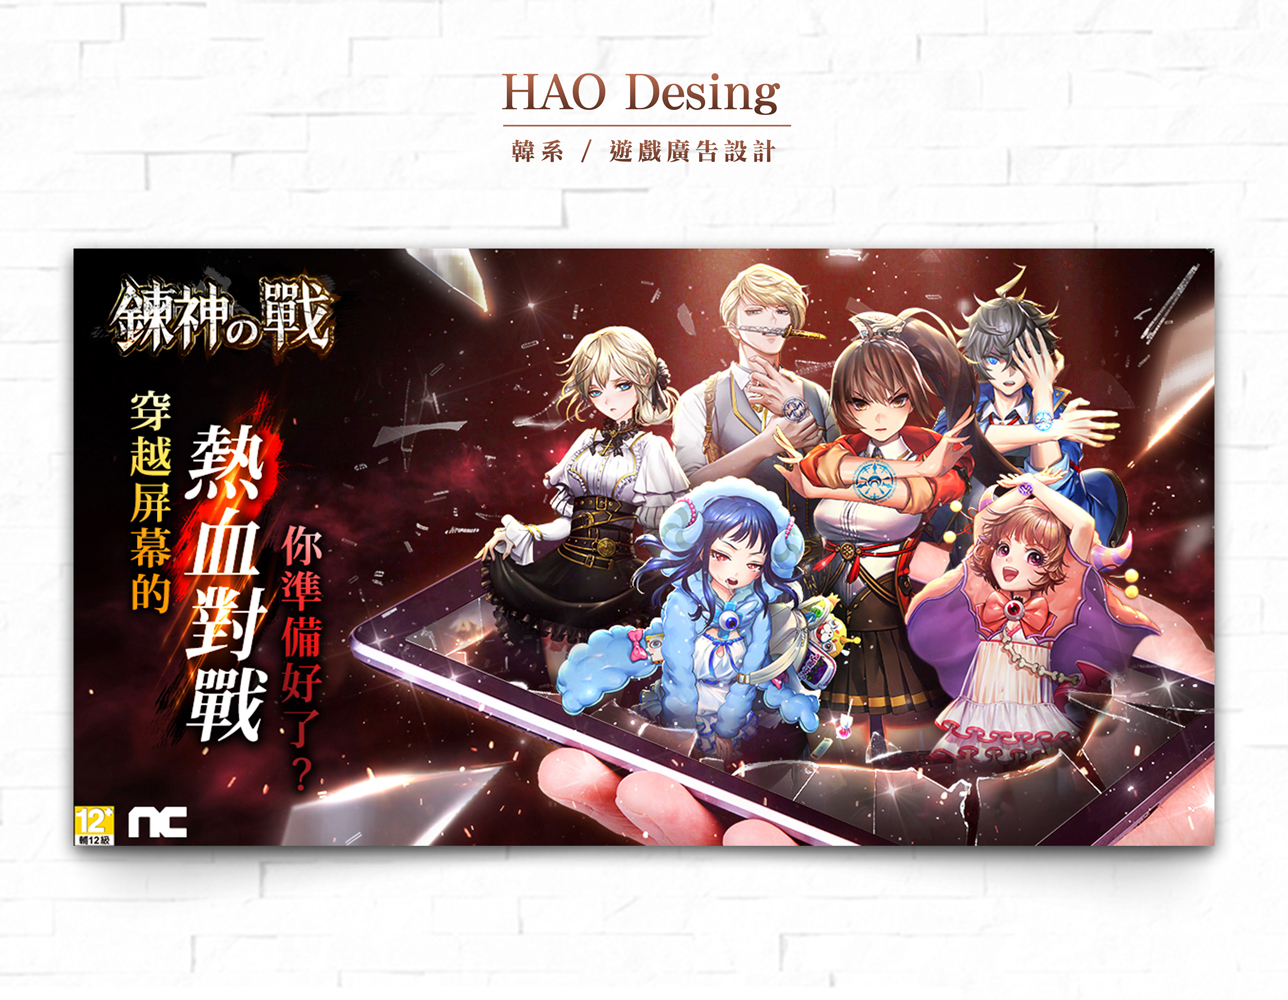 HAO Desing
韓系 / 遊戲廣告設計
鍊神の戰
穿越屏幕的
熱血對戰
你準備好了？
12+
輔12級
nc